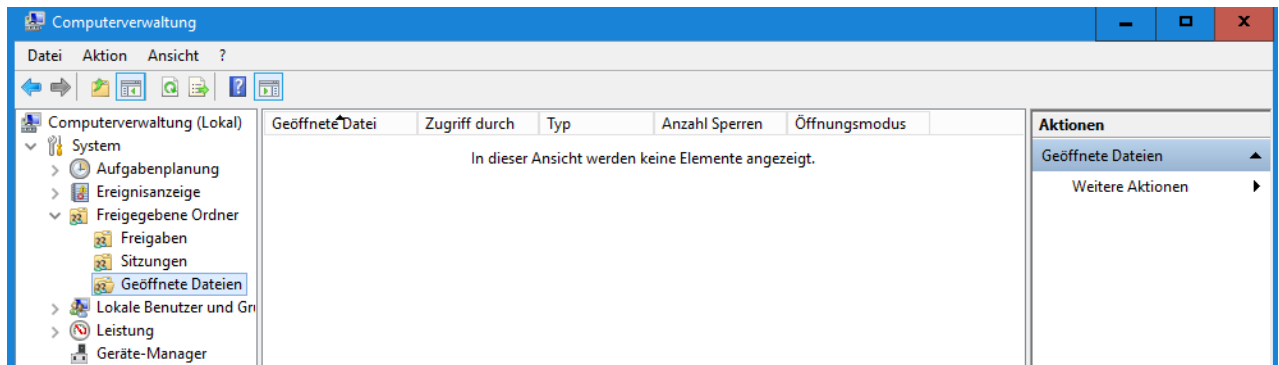 Computerverwaltung
Datei Aktion Ansicht ?
Computerverwaltung (Lokal)
System
Aufgabenplanung
Ereignisanzeige
Freigegebene Ordner
Freigaben
Sitzungen
Geöffnete Dateien
Lokale Benutzer und Gru
Leistung
Geräte-Manager
Geöffnete Datei Zugriff durch Typ Anzahl Sperren Öffnungsmodus
In dieser Ansicht werden keine Elemente angezeigt.
Aktionen
Geöffnete Dateien
Weitere Aktionen